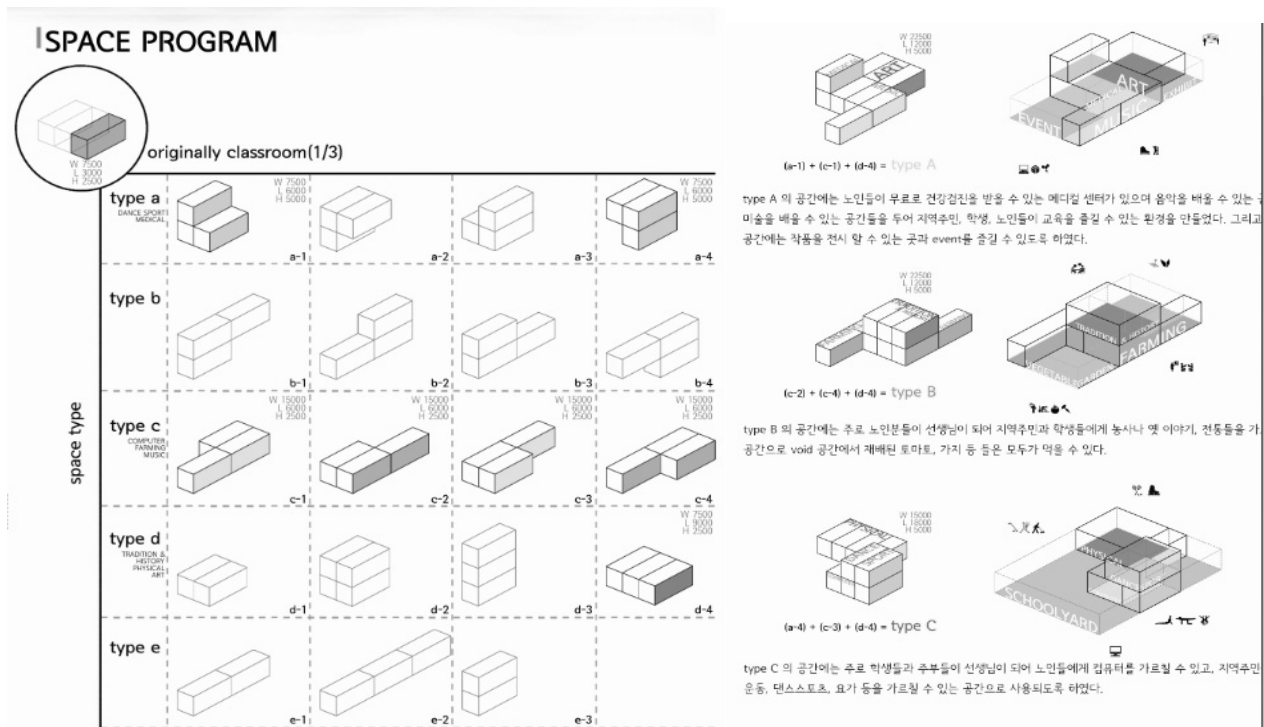 SPACE PROGRAM
W 7500
L 3000
H 2500
originally classroom(1/3)
space type
type a
DANCE SPORT
MEDICAL
W 7500
L 6000
H 5000
a-1
a-2
a-3
W 7500
L 6000
H 5000
a-4
type b
b-1
b-2
b-3
b-4
type c
COMPUTER
FARMING
MUSIC
W 15000
L 6000
H 2500
c-1
W 15000
L 6000
H 2500
c-2
W 15000
L 6000
H 2500
c-3
W 15000
L 6000
H 2500
c-4
type d
TRADITION &
HISTORY
PHYSICAL
ART
d-1
d-2
d-3
W 7500
L 9000
H 2500
d-4
type e
e-1
e-2
e-3
W 22500
L 12000
H 5000
MEDICAL
ART
ART
MEDICAL
EXHIBIT
EVENT
MUSIC
(a-1) + (c-1) + (d-4) = type A
type A 의 공간에는 노인들이 무료로 건강검진을 받을 수 있는 메디컬 센터가 있으며 음악을 배울 수 있는
미술을 배울 수 있는 공간들을 두어 지역주민, 학생, 노인들이 교육을 즐길 수 있는 환경을 만들었다. 그리고
공간에는 작품을 전시 할 수 있는 곳과 event를 즐길 수 있도록 하였다.
W 22500
L 12000
H 5000
TRADITION & HISTORY
FARMING
VEGETABLE GARDEN
(c-2) + (c-4) + (d-4) = type B
type B 의 공간에는 주로 노인분들이 선생님이 되어 지역주민과 학생들에게 농사나 옛 이야기, 전통들을 가
공간으로 void 공간에서 재배된 토마토, 가지 등 들은 모두가 먹을 수 있다.
W 15000
L 18000
H 5000
PHYSICAL
DANCE SPORT
PHYSICAL
DANCE SPORT
SCHOOLYARD
(a-4) + (c-3) + (d-4) = type C
type C 의 공간에는 주로 학생들과 주부들이 선생님이 되어 노인들에게 컴퓨터를 가르칠 수 있고, 지역주민
운동, 댄스스포츠, 요가 등을 가르칠 수 있는 공간으로 사용되도록 하였다.